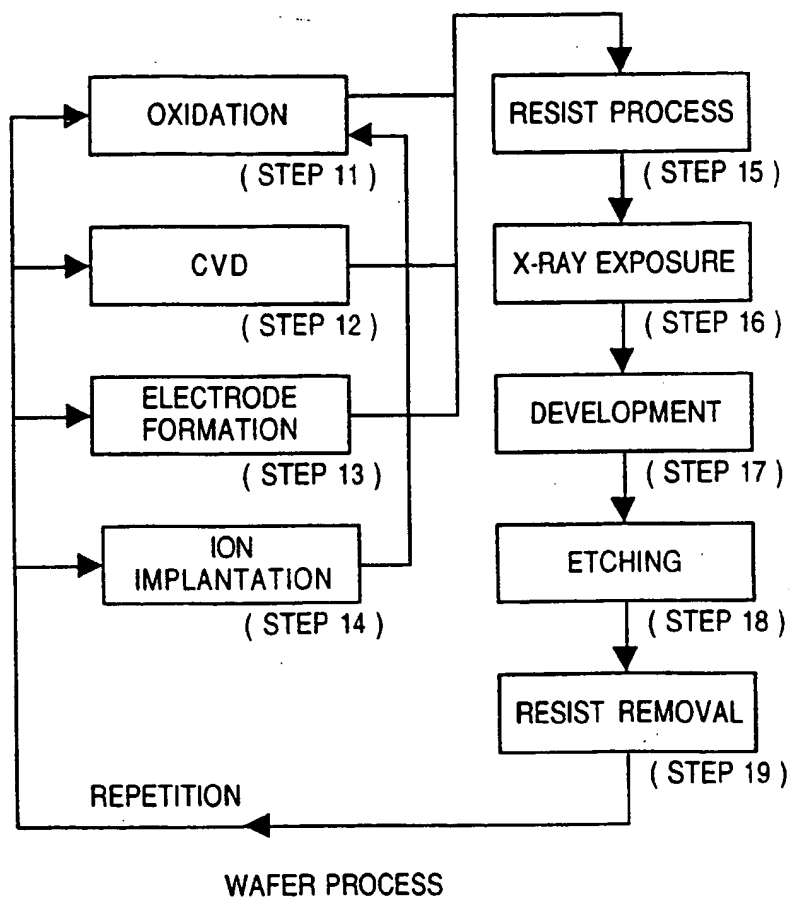 OXIDATION
( STEP 11 )
CVD
( STEP 12 )
ELECTRODE
FORMATION
( STEP 13 )
ION
IMPLANTATION
( STEP 14 )
RESIST PROCESS
( STEP 15 )
X-RAY EXPOSURE
( STEP 16 )
DEVELOPMENT
( STEP 17 )
ETCHING
( STEP 18 )
RESIST REMOVAL
( STEP 19 )
REPETITION
WAFER PROCESS